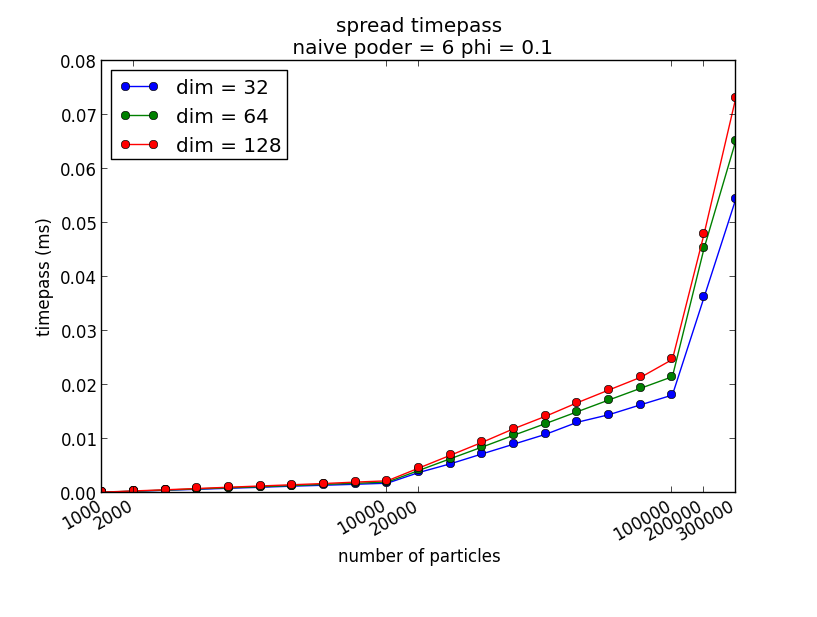 spread timepass
naive poder = 6 phi = 0.1
dim = 32
dim = 64
dim = 128
0.08
0.07
0.06
0.05
0.04
0.03
0.02
0.01
0.00
timepass (ms)
1000
2000
10000
20000
100000
200000
300000
number of particles